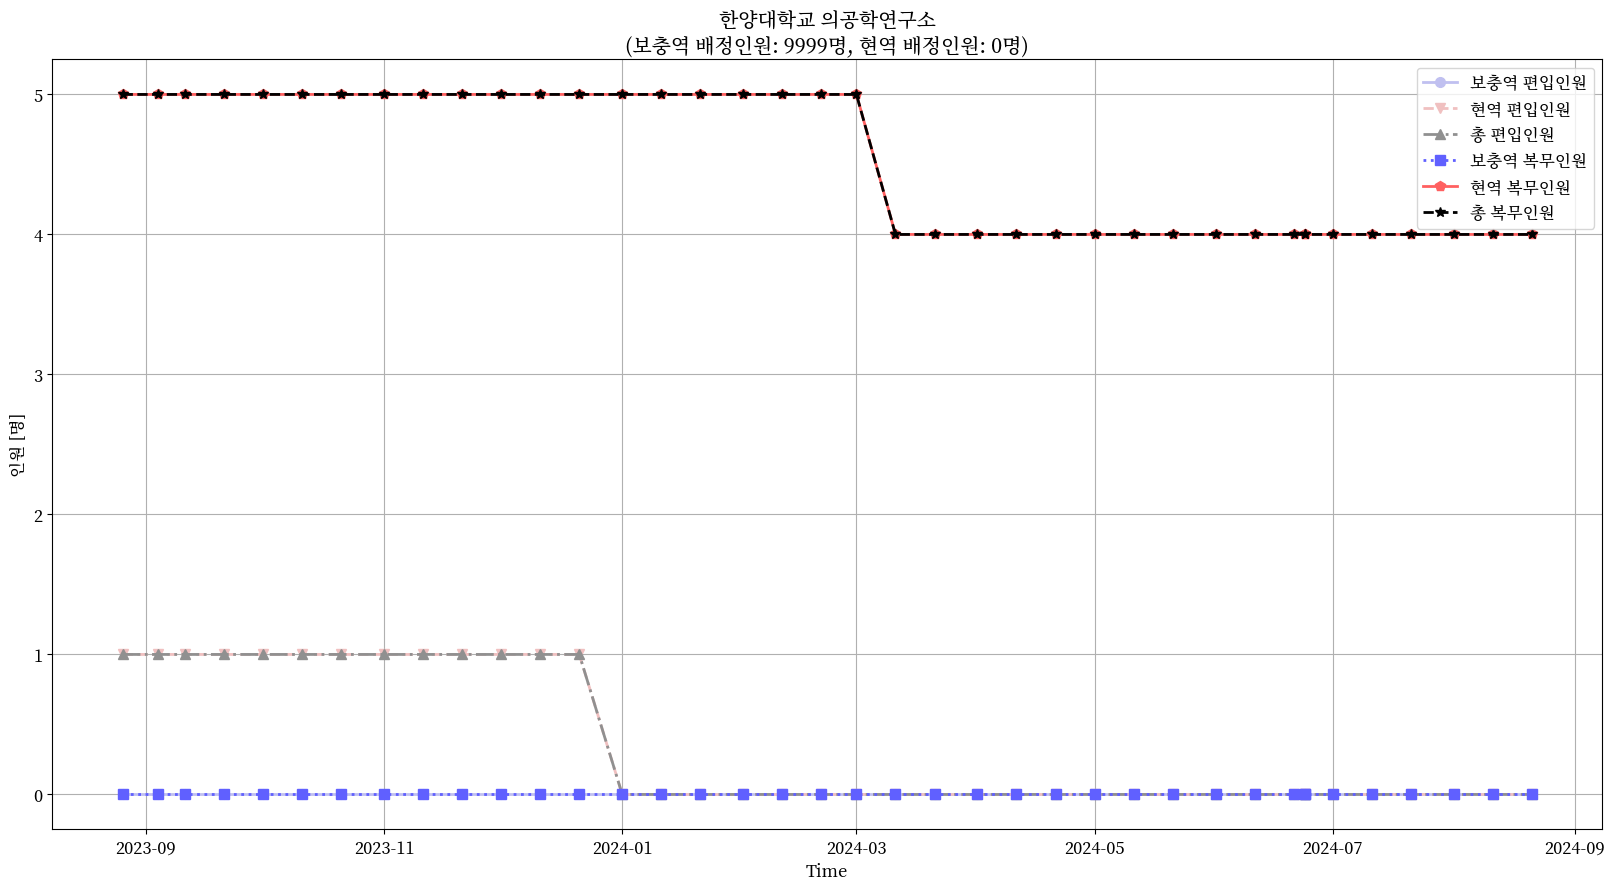 한양대학교 의공학연구소
(보충역 배정인원: 9999명, 현역 배정인원: 0명)
보충역 편입인원
현역 편입인원
총 편입인원
보충역 복무인원
현역 복무인원
총 복무인원
5
4
3
2
1
0
인원 [명]
2023-09
2023-11
2024-01
2024-03
2024-05
2024-07
2024-09
Time